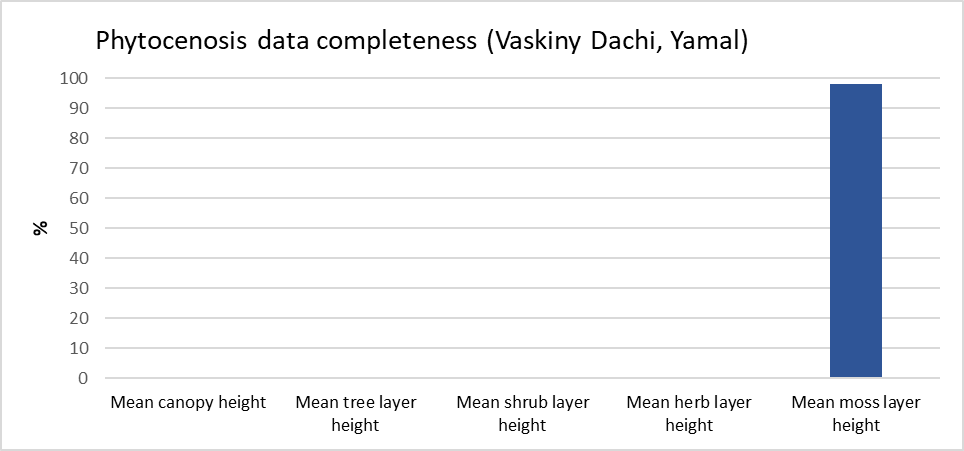 Phytocenosis data completeness (Vaskiny Dachi, Yamal)
100
90
80
70
60
50
40
30
20
10
0
%
Mean canopy height
Mean tree layer
height
Mean shrub layer
height
Mean herb layer
height
Mean moss layer
height